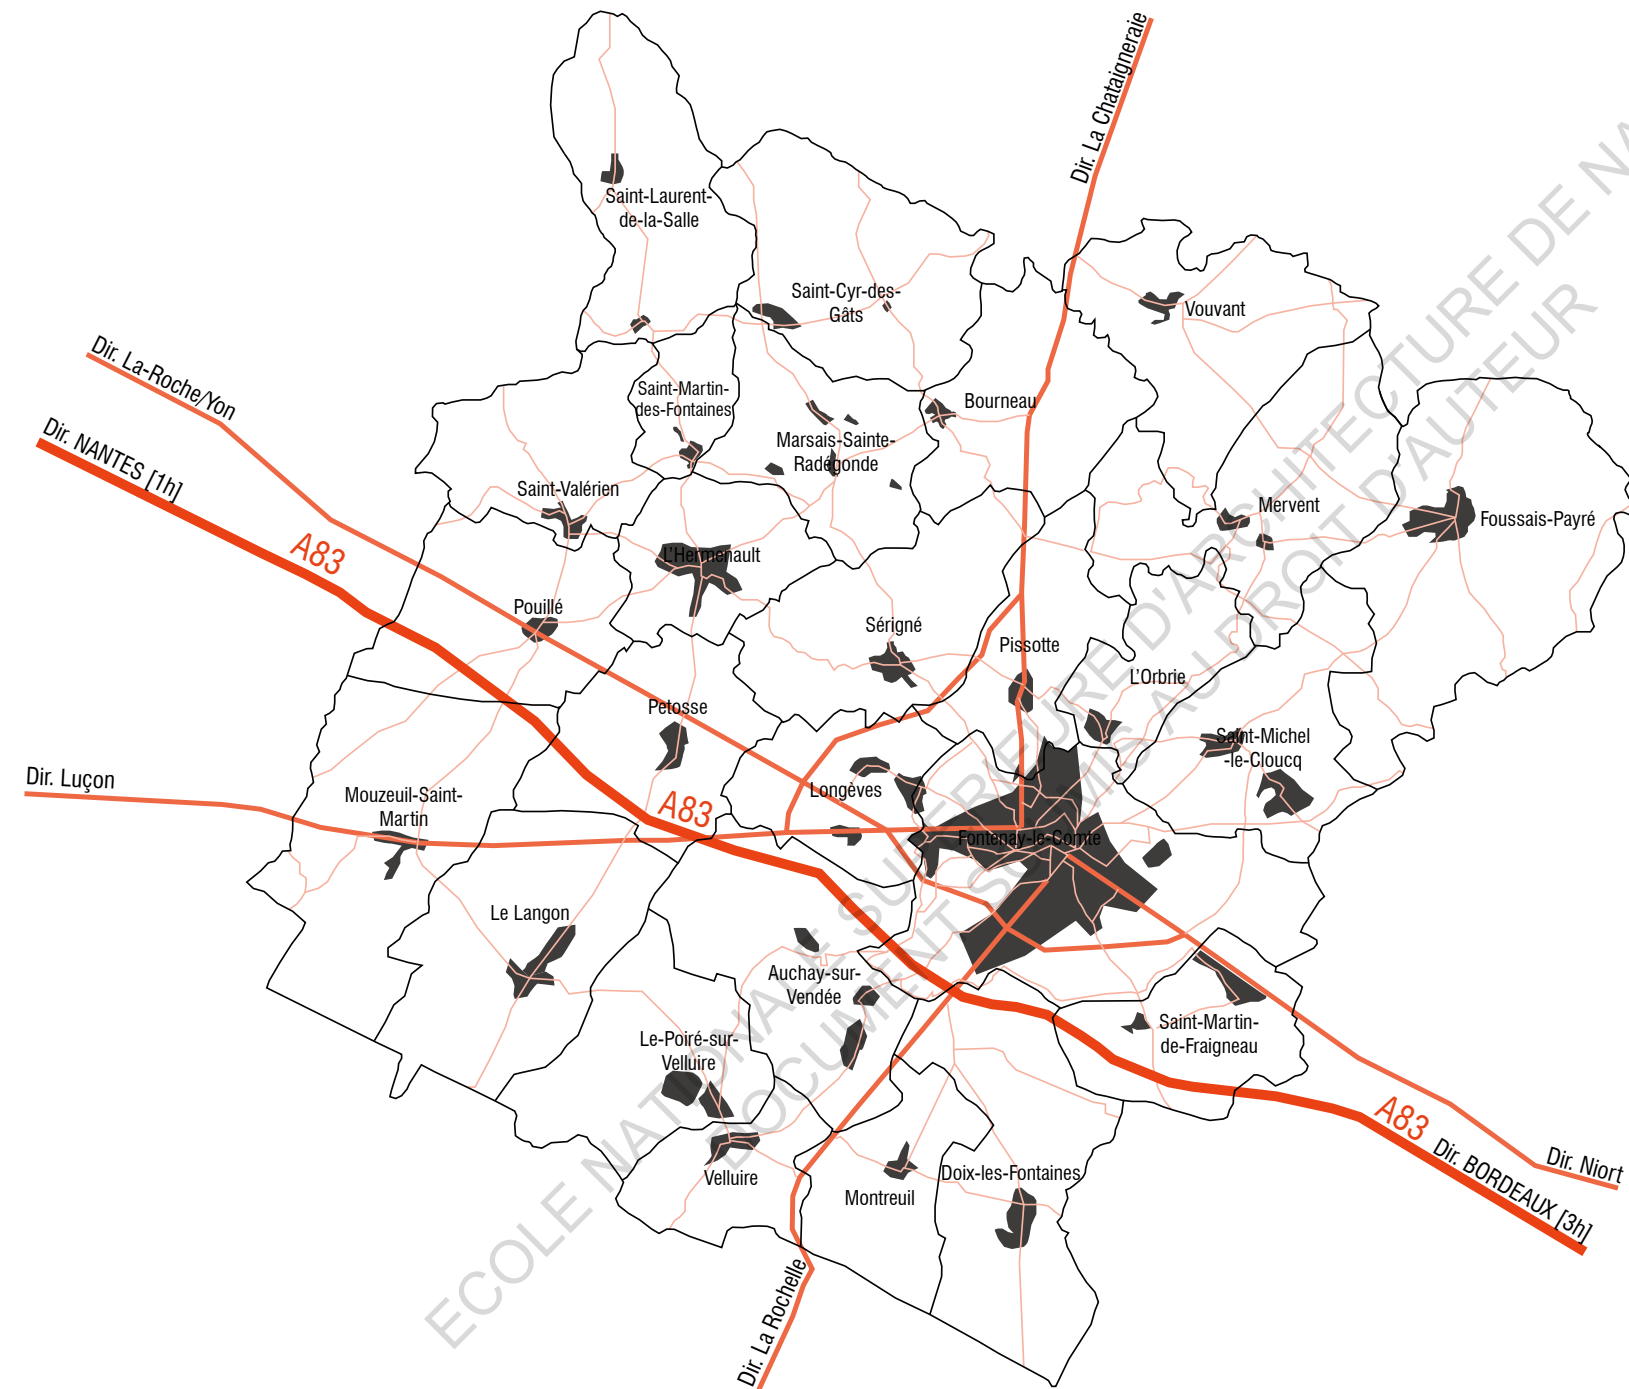 Dir. La Chataigneraie
Saint-Laurent-
de-la-Salle
Saint-Cyr-des-
Gâts
Vouvant
Dir. La-Roche/Yon
Saint-Martin-
des-Fontaines
Bourneau
Marsais-Sainte-
Radégonde
Dir. NANTES [1h]
Saint-Valérien
Mervent
Foussais-Payré
A83
L'Hermenault
Pouillé
Sérigné
Pissotte
L'Orbrie
Petosse
Saint-Michel
-le-Cloucq
Dir. Luçon
Mouzeuil-Saint-
Martin
A83
Longèves
Fontenay-le-Comte
Le Langon
Auchay-sur-
Vendée
Saint-Martin-
de-Fraigneau
Le-Poiré-sur-
Velluire
A83
Dir. BORDEAUX [3h]
Dir. Niort
Velluire
Montreuil
Doix-les-Fontaines
Dir. La Rochelle
ECOLE NATIONALE SUPERIEURE D'ARCHITECTURE DE NA
DOCUMENT SOUMIS AU DROIT D'AUTEUR